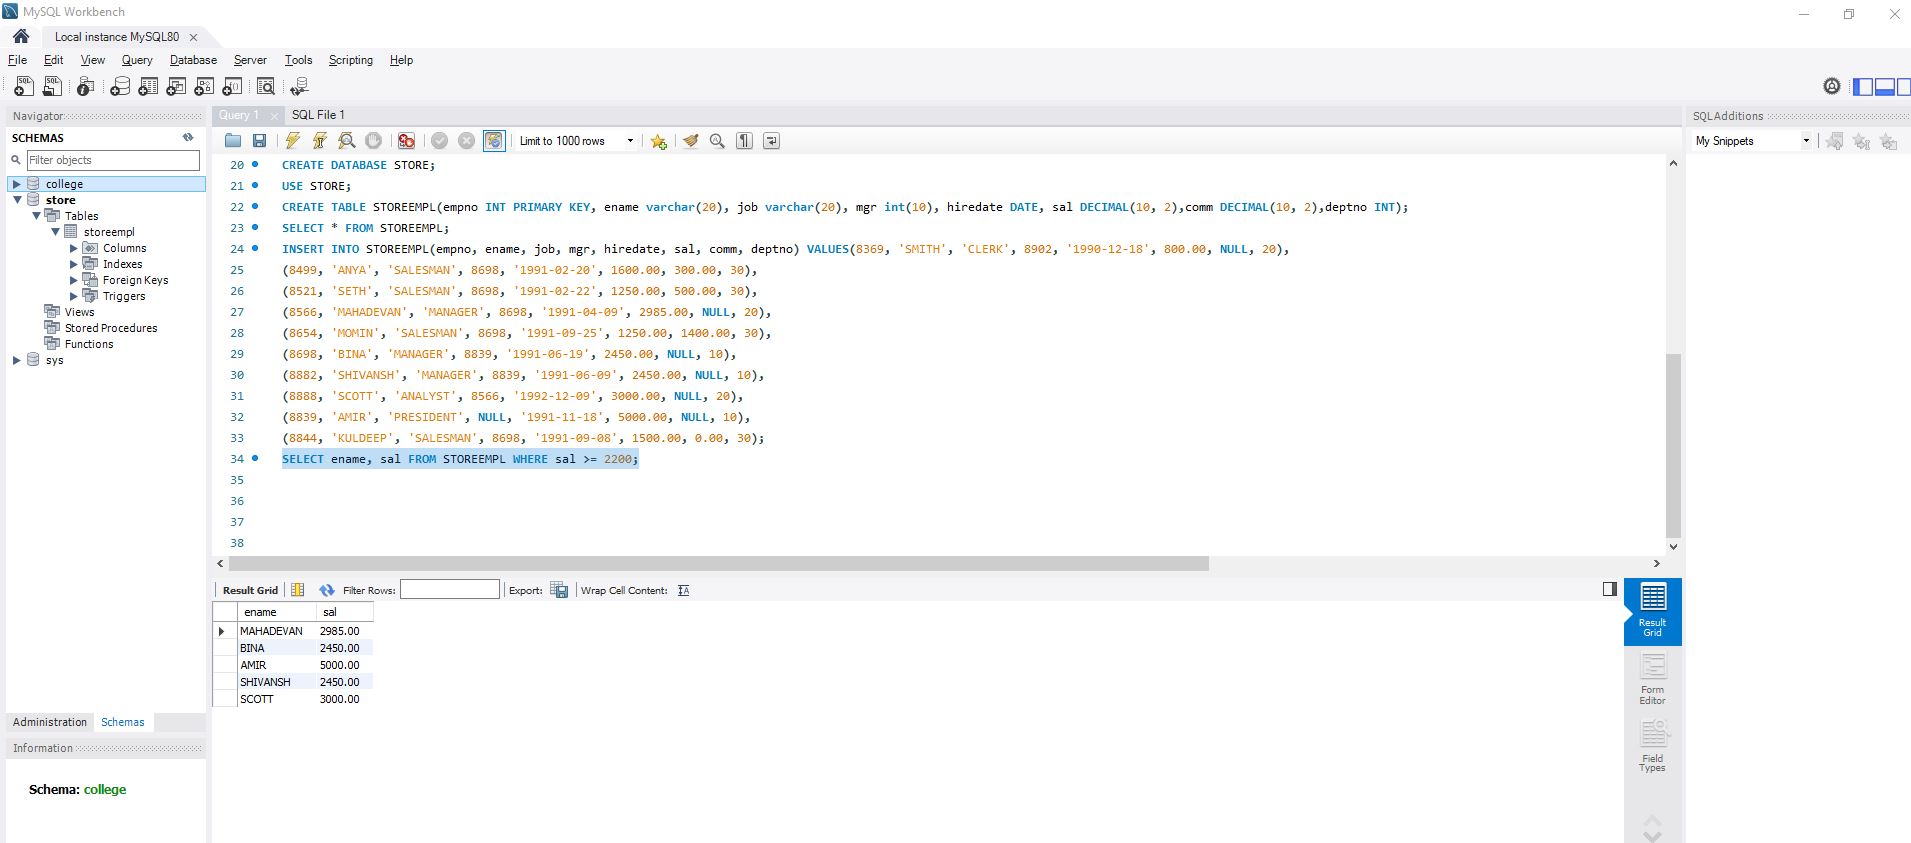 MySQL Workbench
Local instance MySQL80
File Edit View Query Database Server Tools Scripting Help
Navigator
SCHEMAS
Filter objects
college
store
Tables
storeempl
Columns
Indexes
Foreign Keys
Triggers
Views
Stored Procedures
Functions
sys
Administration Schemas
Information
Schema: college
Query 1 SQL File 1
Limit to 1000 rows
20 CREATE DATABASE STORE;
21 USE STORE;
22 CREATE TABLE STOREEMPL(empno INT PRIMARY KEY, ename varchar(20), job varchar(20), mgr int(10), hiredate DATE, sal DECIMAL(10, 2),comm DECIMAL(10, 2),deptno INT);
23 SELECT * FROM STOREEMPL;
24 INSERT INTO STOREEMPL(empno, ename, job, mgr, hiredate, sal, comm, deptno) VALUES(8369, 'SMITH', 'CLERK', 8902, '1990-12-18', 800.00, NULL, 20),
25 (8499, 'ANYA', 'SALESMAN', 8698, '1991-02-20', 1600.00, 300.00, 30),
26 (8521, 'SETH', 'SALESMAN', 8698, '1991-02-22', 1250.00, 500.00, 30),
27 (8566, 'MAHADEVAN', 'MANAGER', 8698, '1991-04-09', 2985.00, NULL, 20),
28 (8654, 'MOMIN', 'SALESMAN', 8698, '1991-09-25', 1250.00, 1400.00, 30),
29 (8698, 'BINA', 'MANAGER', 8839, '1991-06-19', 2450.00, NULL, 10),
30 (8882, 'SHIVANSH', 'MANAGER', 8839, '1991-06-09', 2450.00, NULL, 10),
31 (8888, 'SCOTT', 'ANALYST', 8566, '1992-12-09', 3000.00, NULL, 20),
32 (8839, 'AMIR', 'PRESIDENT', NULL, '1991-11-18', 5000.00, NULL, 10),
33 (8844, 'KULDEEP', 'SALESMAN', 8698, '1991-09-08', 1500.00, 0.00, 30);
34 SELECT ename, sal FROM STOREEMPL WHERE sal >= 2200;
35
36
37
38
Result Grid Filter Rows: Export: Wrap Cell Content:
ename sal
MAHADEVAN 2985.00
BINA 2450.00
AMIR 5000.00
SHIVANSH 2450.00
SCOTT 3000.00
Result
Grid
Form
Editor
Field
Types
SQLAdditions
My Snippets